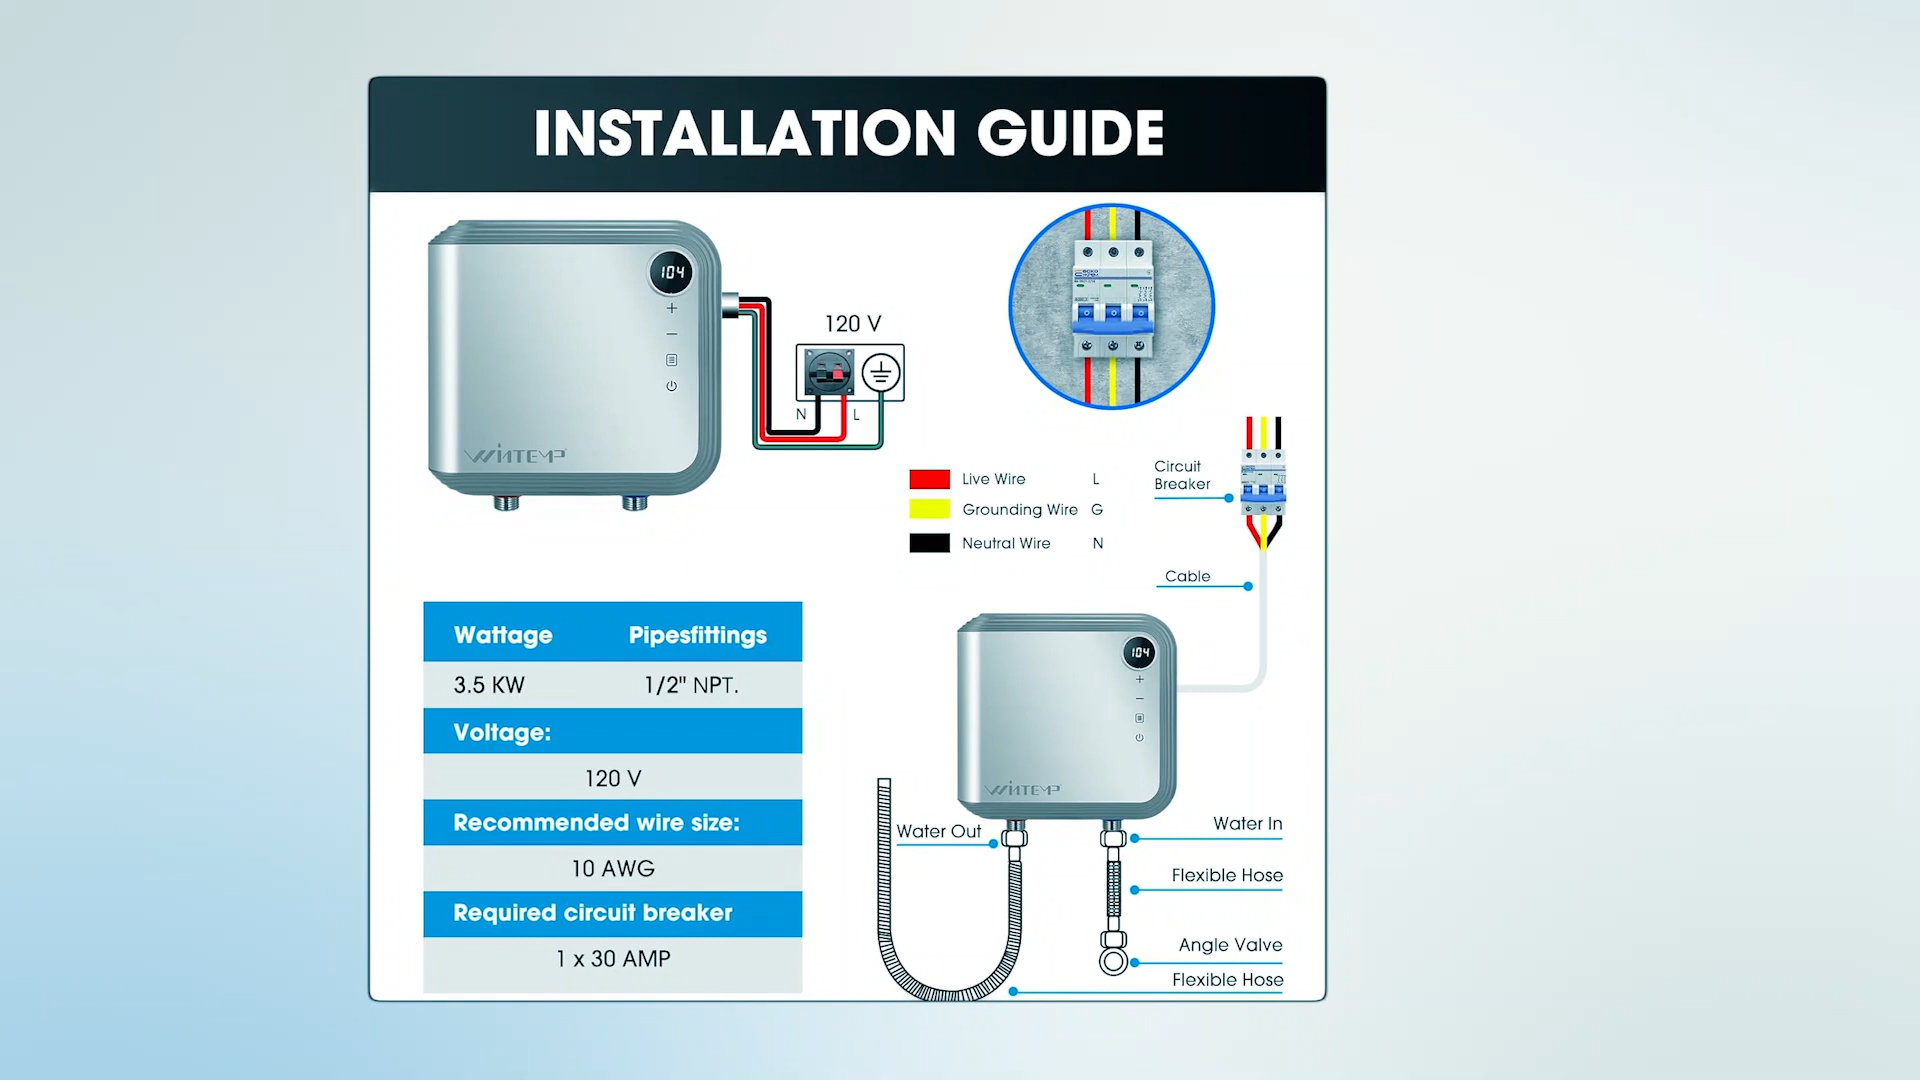 INSTALLATION GUIDE
104
WINTEMP
120 V
N
L
Live Wire L
Grounding Wire G
Neutral Wire N
Circuit
Breaker
Cable
Wattage Pipesfittings
3.5 KW 1/2" NPT.
Voltage:
120 V
Recommended wire size:
10 AWG
Required circuit breaker
1 x 30 AMP
104
WINTEMP
Water Out
Water In
Flexible Hose
Angle Valve
Flexible Hose